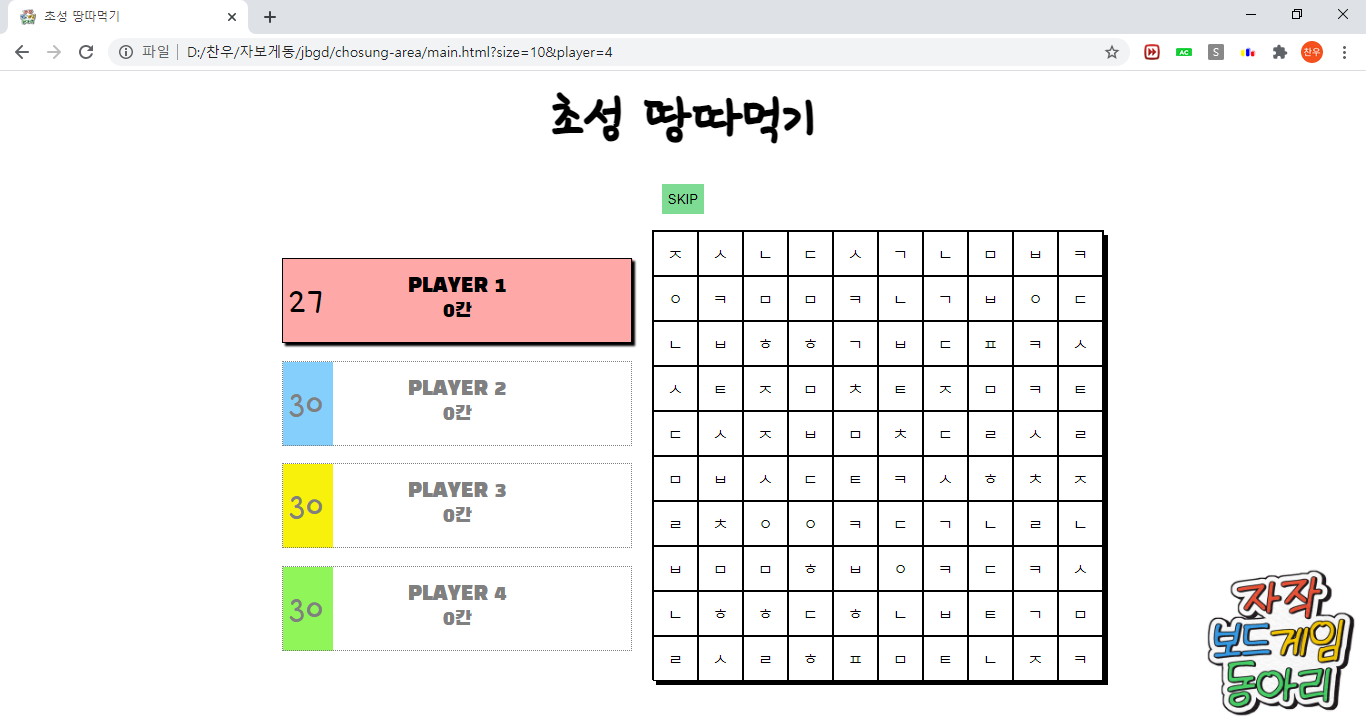 초성 땅따먹기
파일 D:/찬우/자보게동/jbgd/chosung-area/main.html?size=10&player=4
AC
S
찬우
초성 땅따먹기
SKIP
27
PLAYER 1
0칸
30
PLAYER 2
0칸
30
PLAYER 3
0칸
30
PLAYER 4
0칸
ㅈ ㅅ ㄴ ㄷ ㅅ ㄱ ㄴ ㅁ ㅂ ㅋ
ㅇ ㅋ ㅁ ㅁ ㅋ ㄴ ㄱ ㅂ ㅇ ㄷ
ㄴ ㅂ ㅎ ㅎ ㄱ ㅂ ㄷ ㅍ ㅋ ㅅ
ㅅ ㅌ ㅈ ㅁ ㅊ ㅌ ㅈ ㅁ ㅋ ㅌ
ㄷ ㅅ ㅈ ㅂ ㅁ ㅊ ㄷ ㄹ ㅅ ㄹ
ㅁ ㅂ ㅅ ㄷ ㅌ ㅋ ㅅ ㅎ ㅊ ㅈ
ㄹ ㅊ ㅇ ㅇ ㅋ ㄷ ㄱ ㄴ ㄹ ㄴ
ㅂ ㅁ ㅁ ㅎ ㅂ ㅇ ㅋ ㄷ ㅋ ㅅ
ㄴ ㅎ ㅎ ㄷ ㅎ ㄴ ㅂ ㅌ ㄱ ㅁ
ㄹ ㅅ ㄹ ㅎ ㅍ ㅁ ㅌ ㄴ ㅈ ㅋ
자작
보드게임
동아리